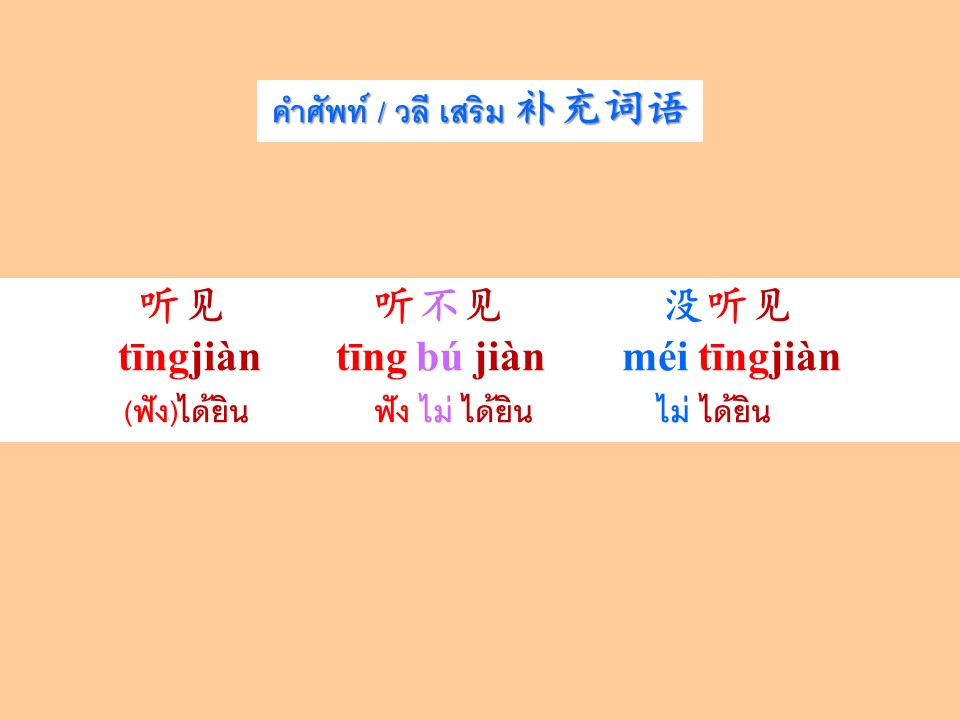 คำศัพท์ / วลี เสริม 补充词语
听见 听不见 没听见
tīngjiàn tīng bú jiàn méi tīngjiàn
(ฟัง)ได้ยิน ฟัง ไม่ ได้ยิน ไม่ ได้ยิน